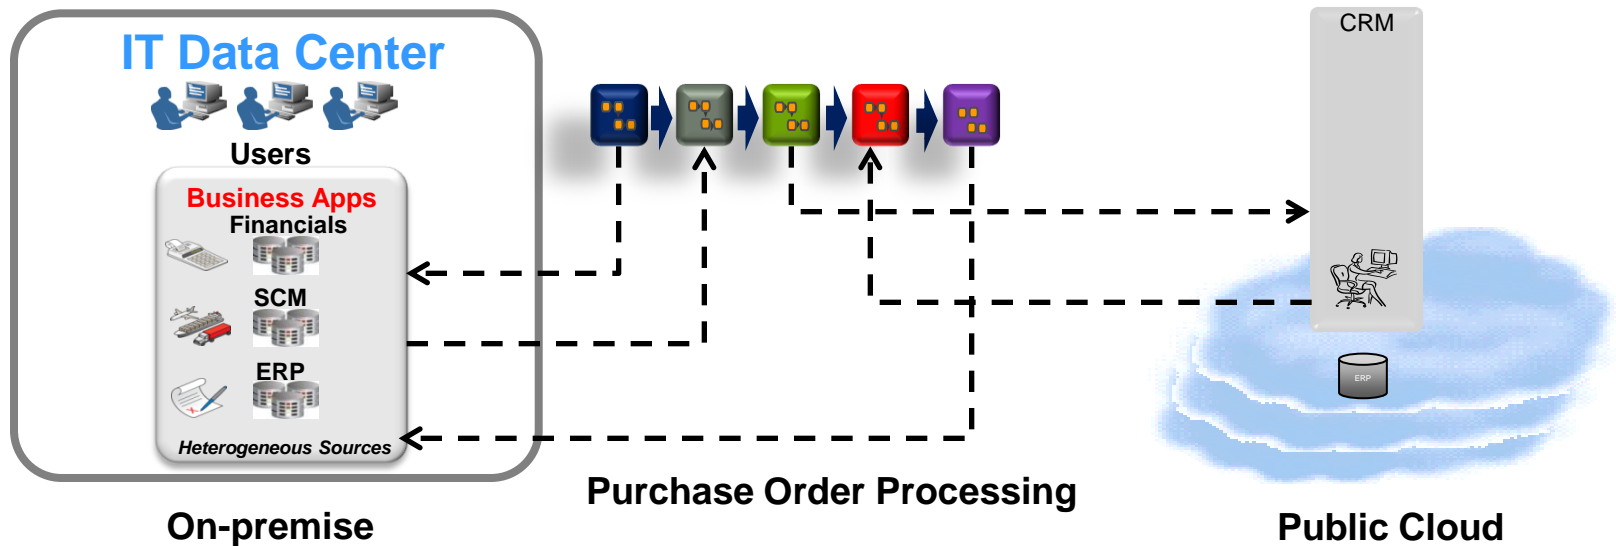 IT Data Center
Users
Business Apps
Financials
SCM
ERP
Heterogeneous Sources
On-premise
Purchase Order Processing
CRM
ERP
Public Cloud